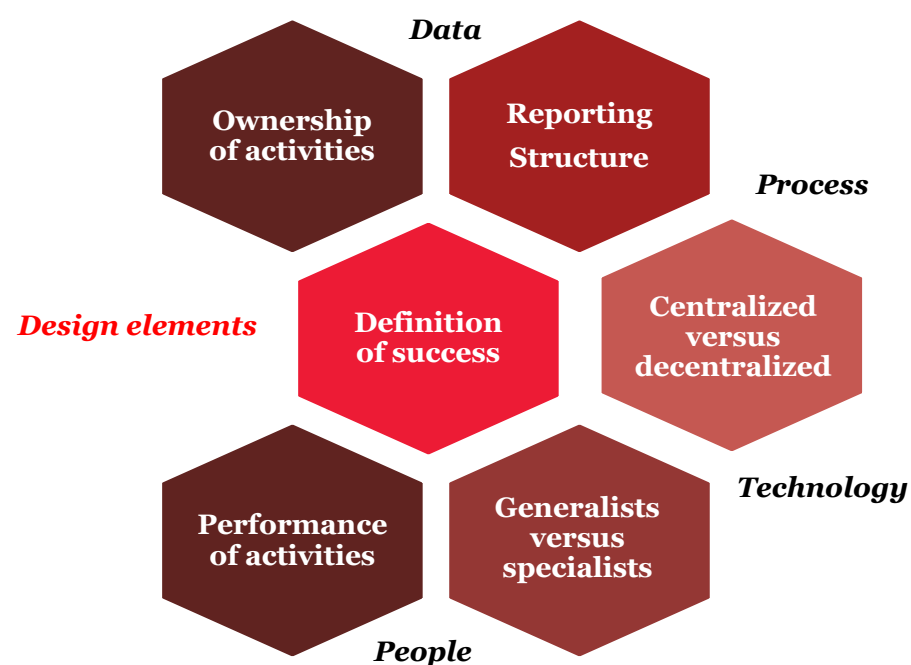 Data
Ownership
of activities
Reporting
Structure
Process
Design elements
Definition
of success
Centralized
versus
decentralized
Technology
Performance
of activities
Generalists
versus
specialists
People